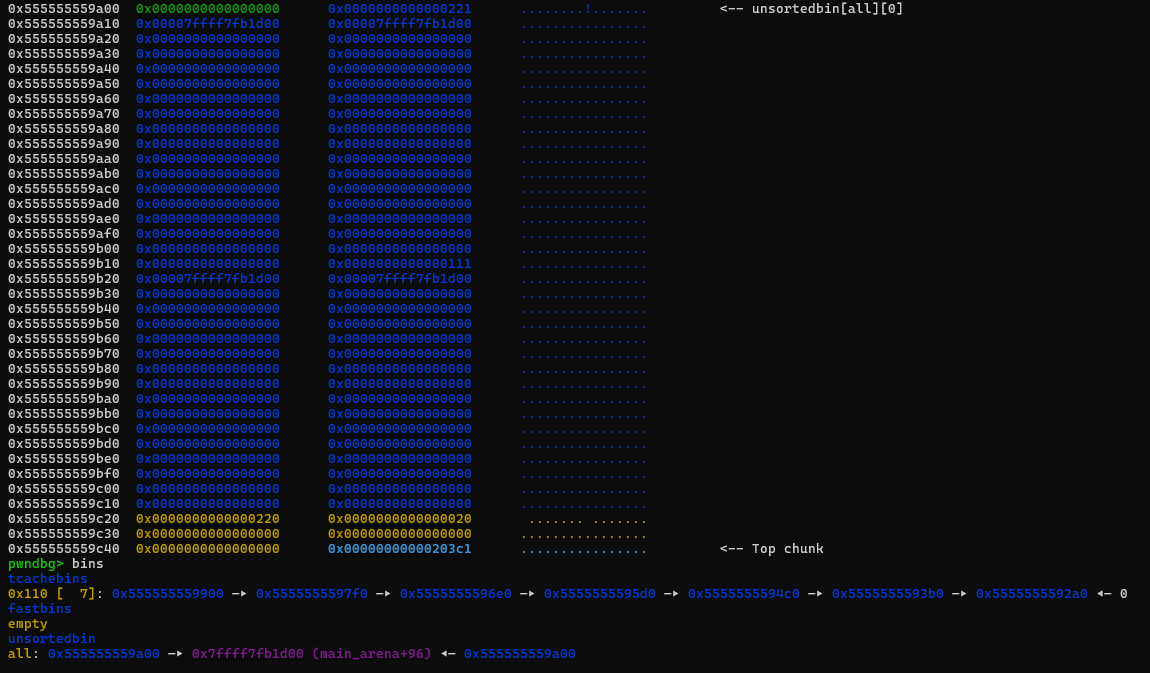 0x555555559a00  0x0000000000000000      0x0000000000000221      ........!.......         <-- unsortedbin[all][0]
0x555555559a10  0x00007ffff7fb1d00      0x00007ffff7fb1d00      ................
0x555555559a20  0x0000000000000000      0x0000000000000000      ................
0x555555559a30  0x0000000000000000      0x0000000000000000      ................
0x555555559a40  0x0000000000000000      0x0000000000000000      ................
0x555555559a50  0x0000000000000000      0x0000000000000000      ................
0x555555559a60  0x0000000000000000      0x0000000000000000      ................
0x555555559a70  0x0000000000000000      0x0000000000000000      ................
0x555555559a80  0x0000000000000000      0x0000000000000000      ................
0x555555559a90  0x0000000000000000      0x0000000000000000      ................
0x555555559aa0  0x0000000000000000      0x0000000000000000      ................
0x555555559ab0  0x0000000000000000      0x0000000000000000      ................
0x555555559ac0  0x0000000000000000      0x0000000000000000      ................
0x555555559ad0  0x0000000000000000      0x0000000000000000      ................
0x555555559ae0  0x0000000000000000      0x0000000000000000      ................
0x555555559af0  0x0000000000000000      0x0000000000000000      ................
0x555555559b00  0x0000000000000000      0x0000000000000000      ................
0x555555559b10  0x0000000000000000      0x0000000000000111      ................
0x555555559b20  0x00007ffff7fb1d00      0x00007ffff7fb1d00      ................
0x555555559b30  0x0000000000000000      0x0000000000000000      ................
0x555555559b40  0x0000000000000000      0x0000000000000000      ................
0x555555559b50  0x0000000000000000      0x0000000000000000      ................
0x555555559b60  0x0000000000000000      0x0000000000000000      ................
0x555555559b70  0x0000000000000000      0x0000000000000000      ................
0x555555559b80  0x0000000000000000      0x0000000000000000      ................
0x555555559b90  0x0000000000000000      0x0000000000000000      ................
0x555555559ba0  0x0000000000000000      0x0000000000000000      ................
0x555555559bb0  0x0000000000000000      0x0000000000000000      ................
0x555555559bc0  0x0000000000000000      0x0000000000000000      ................
0x555555559bd0  0x0000000000000000      0x0000000000000000      ................
0x555555559be0  0x0000000000000000      0x0000000000000000      ................
0x555555559bf0  0x0000000000000000      0x0000000000000000      ................
0x555555559c00  0x0000000000000000      0x0000000000000000      ................
0x555555559c10  0x0000000000000000      0x0000000000000000      ................
0x555555559c20  0x0000000000000220      0x0000000000000020       ....... .......
0x555555559c30  0x0000000000000000      0x0000000000000000      ................
0x555555559c40  0x0000000000000000      0x00000000000203c1      ................         <-- Top chunk
pwndbg> bins
tcachebins
0x110 [  7]: 0x555555559900 —▸ 0x5555555597f0 —▸ 0x5555555596e0 —▸ 0x5555555595d0 —▸ 0x5555555594c0 —▸ 0x5555555593b0 —▸ 0x5555555592a0 ◂— 0
fastbins
empty
unsortedbin
all: 0x555555559a00 —▸ 0x7ffff7fb1d00 (main_arena+96) ◂— 0x555555559a00